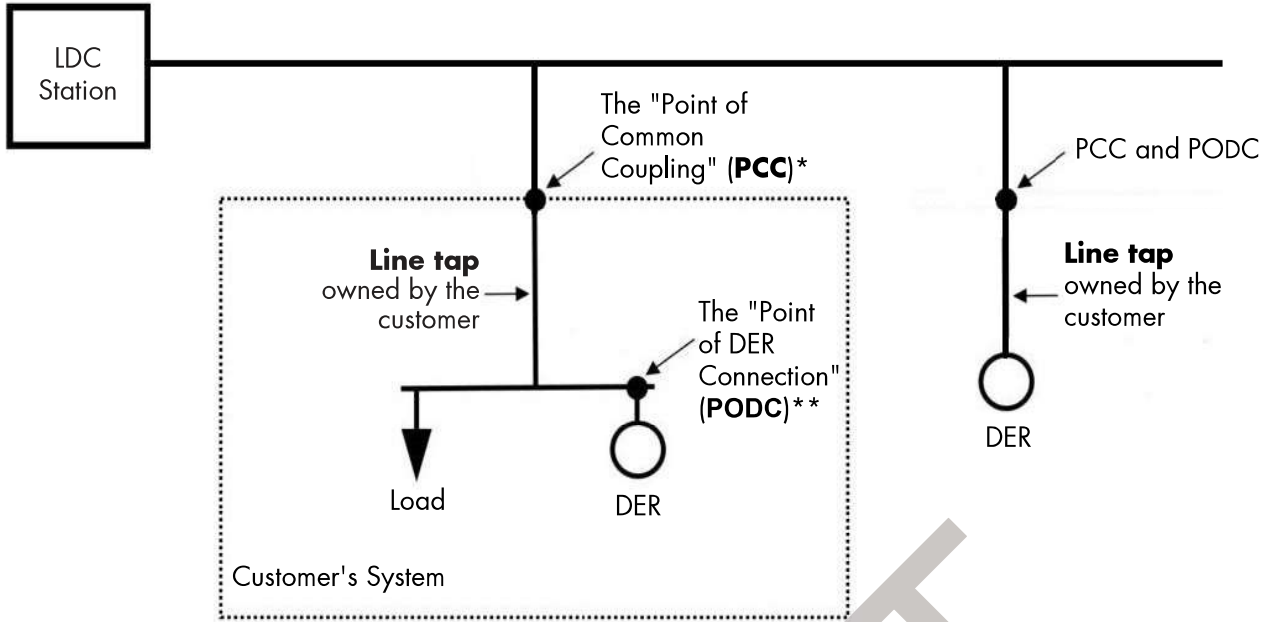 LDC
Station
The "Point of
Common
Coupling" (PCC)*
PCC and PODC
Line tap
owned by the
customer
Line tap
owned by the
customer
The "Point
of DER
Connection"
(PODC)**
Load
DER
DER
Customer's System